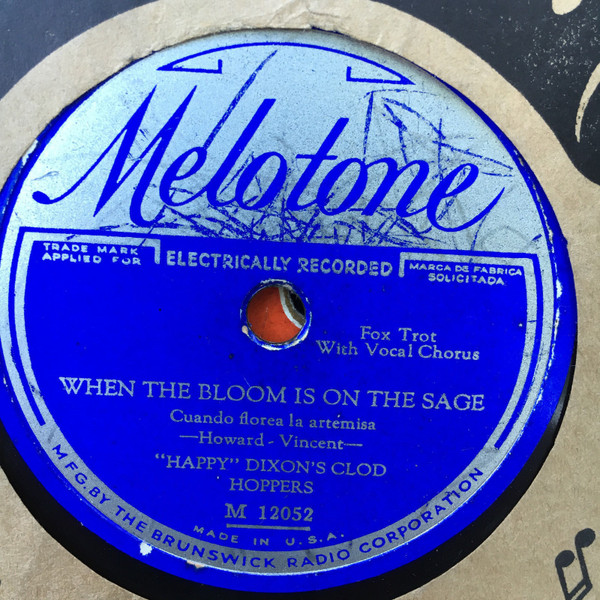 Melotone
TRADE MARK
APPLIED FOR
ELECTRICALLY RECORDED
MARCA DE FABRICA
SOLICITADA
Fox Trot
With Vocal Chorus
WHEN THE BLOOM IS ON THE SAGE
Cuando florea la artemisa
—Howard - Vincent—
"HAPPY" DIXON'S CLOD
HOPPERS
M 12052
MADE IN U.S.A.
MFG. BY THE BRUNSWICK RADIO CORPORATION